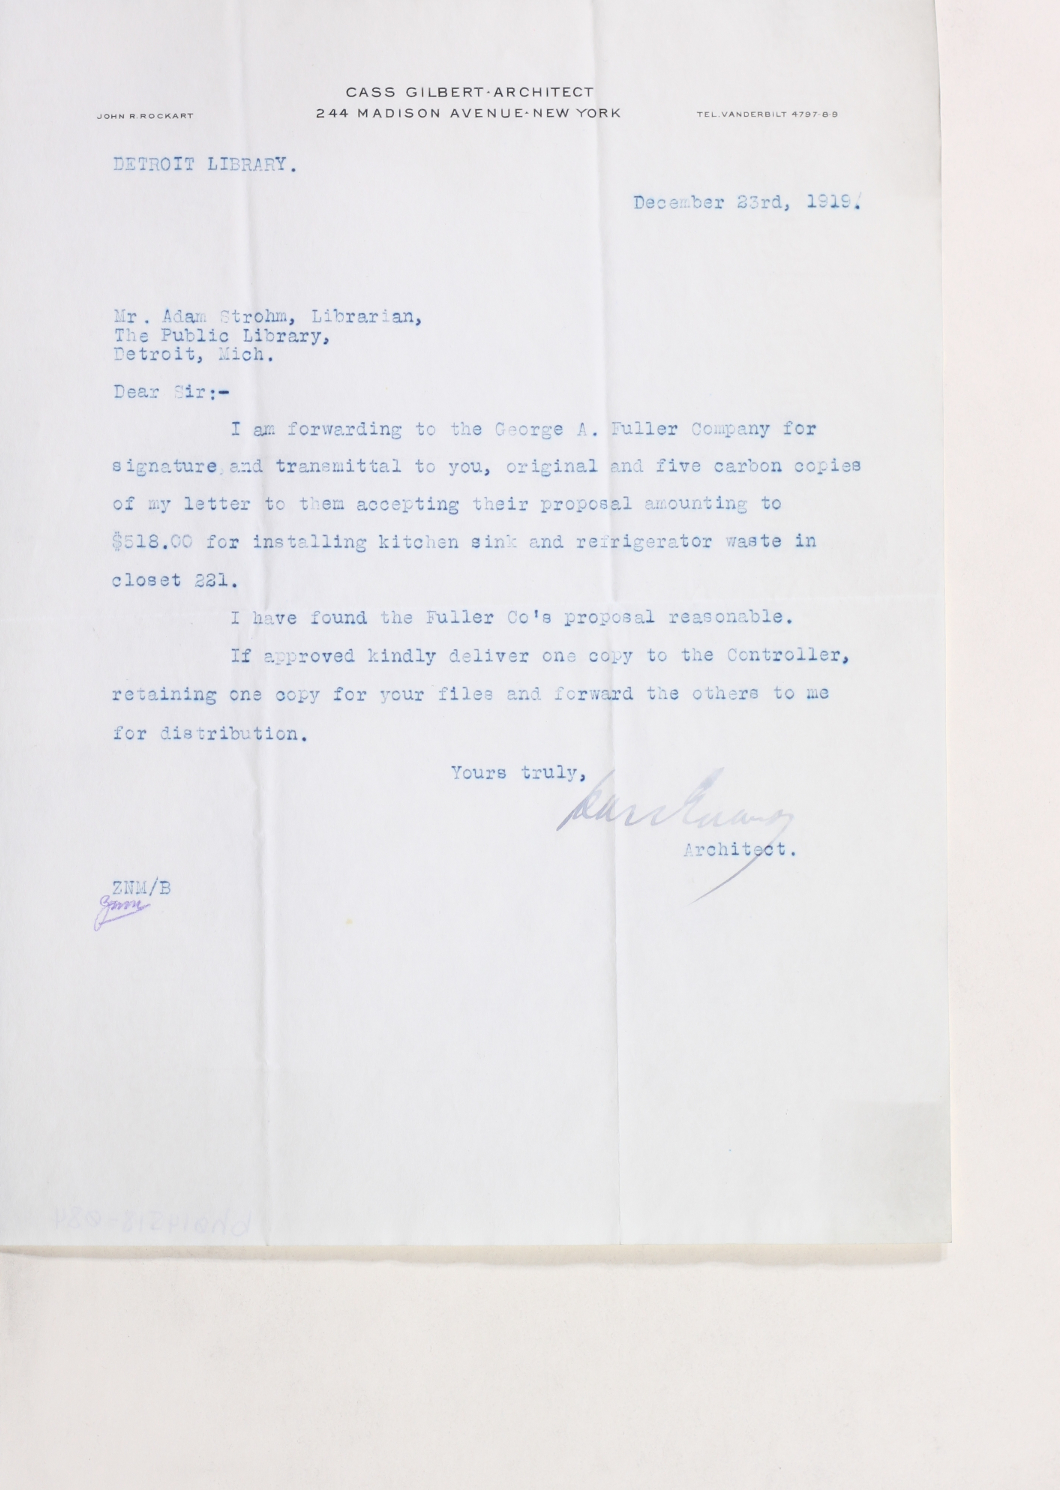 CASS GILBERT·ARCHITECT
244 MADISON AVENUE·NEW YORK
JOHN R. ROCKART
TEL. VANDERBILT 4797-8-9
DETROIT LIBRARY.
December 23rd, 1919.
Mr. Adam Strohm, Librarian,
The Public Library,
Detroit, Mich.
Dear Sir:-
I am forwarding to the George A. Fuller Company for
signature, and transmittal to you, original and five carbon copies
of my letter to them accepting their proposal amounting to
$518.00 for installing kitchen sink and refrigerator waste in
closet 221.
I have found the Fuller Co's proposal reasonable.
If approved kindly deliver one copy to the Controller,
retaining one copy for your files and forward the others to me
for distribution.
Yours truly,
Cass Gilbert
Architect.
ZNM/B